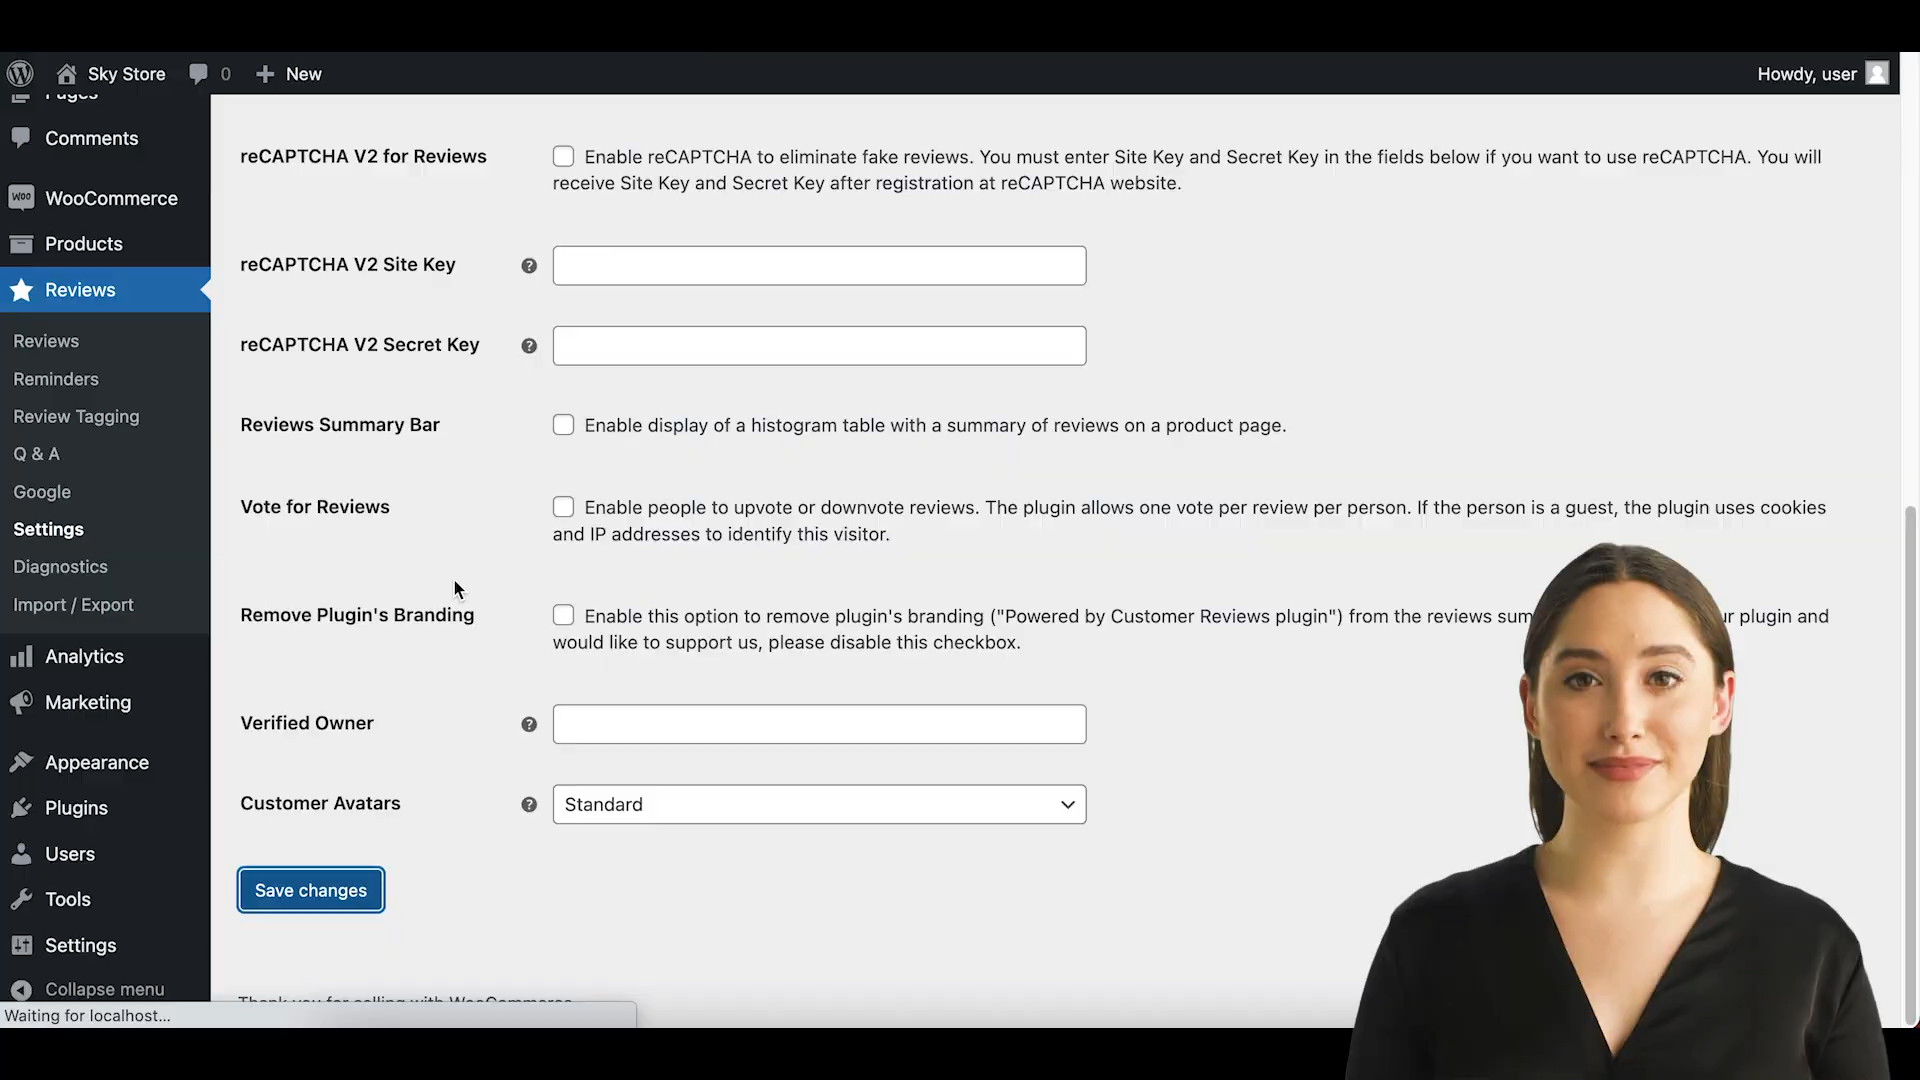 Sky Store
0
New
Howdy, user
Pages
Comments
WooCommerce
Products
Reviews
Reviews
Reminders
Review Tagging
Q & A
Google
Settings
Diagnostics
Import / Export
Analytics
Marketing
Appearance
Plugins
Users
Tools
Settings
Collapse menu
Waiting for localhost...
reCAPTCHA V2 for Reviews
Enable reCAPTCHA to eliminate fake reviews. You must enter Site Key and Secret Key in the fields below if you want to use reCAPTCHA. You will
receive Site Key and Secret Key after registration at reCAPTCHA website.
reCAPTCHA V2 Site Key
reCAPTCHA V2 Secret Key
Reviews Summary Bar
Enable display of a histogram table with a summary of reviews on a product page.
Vote for Reviews
Enable people to upvote or downvote reviews. The plugin allows one vote per review per person. If the person is a guest, the plugin uses cookies
and IP addresses to identify this visitor.
Remove Plugin's Branding
Enable this option to remove plugin's branding ("Powered by Customer Reviews plugin") from the reviews sum ur plugin and
would like to support us, please disable this checkbox.
Verified Owner
Customer Avatars
Standard
Save changes
Thank you for selling with WooCommerce